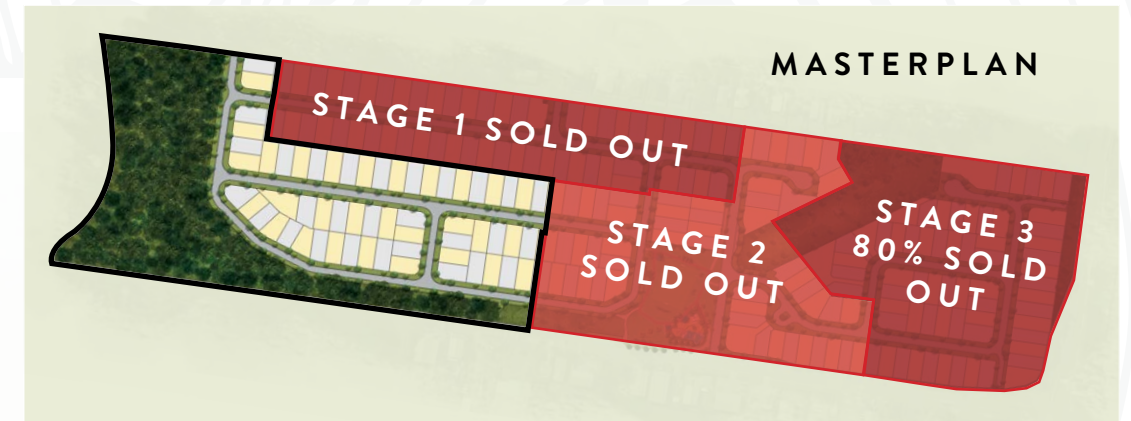 MASTERPLAN
STAGE 1 SOLD OUT
STAGE 2
SOLD OUT
STAGE 3
80% SOLD
OUT